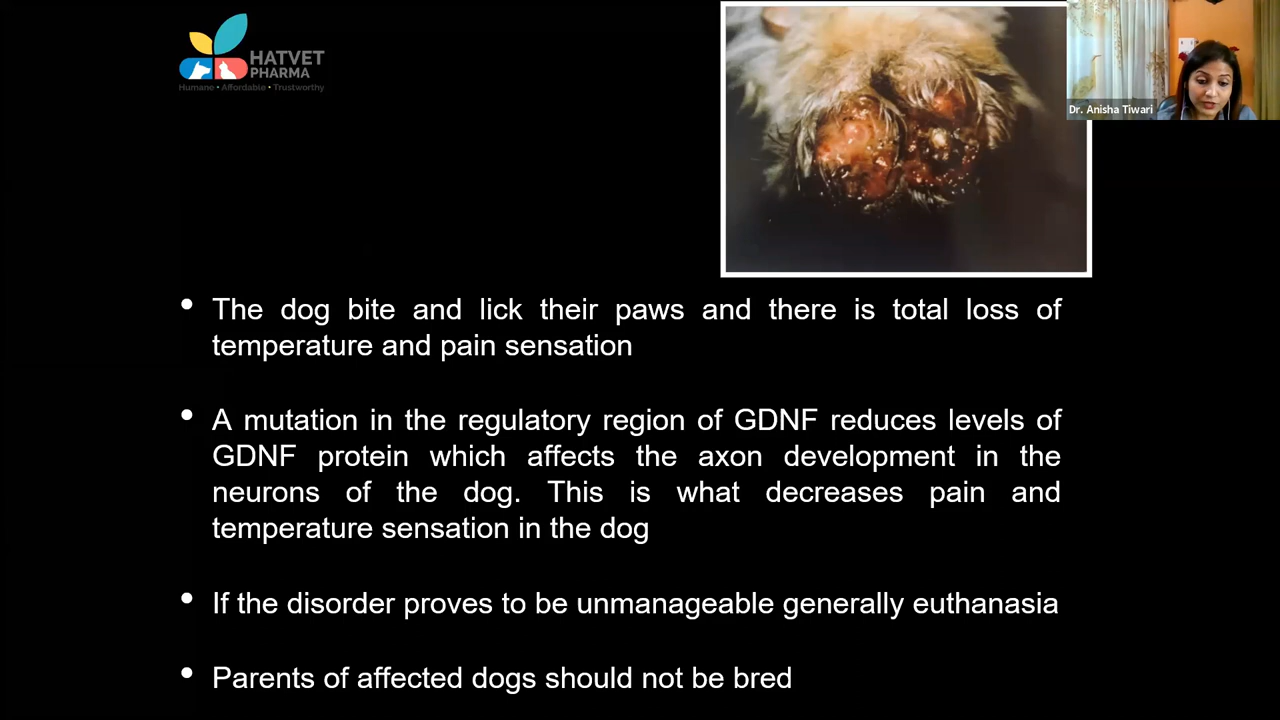 HATVET
PHARMA
Humane • Affordable • Trustworthy
Dr. Anisha Tiwari
• The dog bite and lick their paws and there is total loss of
temperature and pain sensation
• A mutation in the regulatory region of GDNF reduces levels of
GDNF protein which affects the axon development in the
neurons of the dog. This is what decreases pain and
temperature sensation in the dog
• If the disorder proves to be unmanageable generally euthanasia
• Parents of affected dogs should not be bred